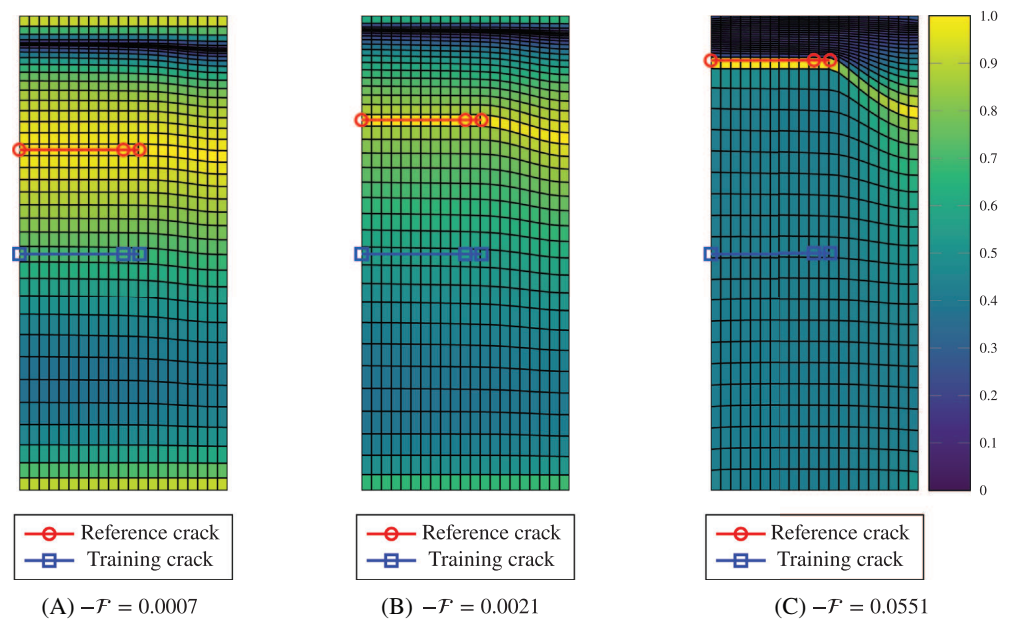 1.0
0.9
0.8
0.7
0.6
0.5
0.4
0.3
0.2
0.1
0
Reference crack
Training crack
Reference crack
Training crack
Reference crack
Training crack
(A) −ℱ = 0.0007
(B) −ℱ = 0.0021
(C) −ℱ = 0.0551